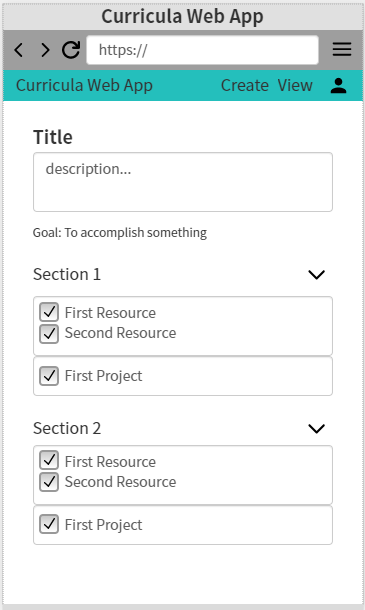 Curricula Web App
https://
Curricula Web App Create View
Title
description...
Goal: To accomplish something
Section 1
First Resource
Second Resource
First Project
Section 2
First Resource
Second Resource
First Project